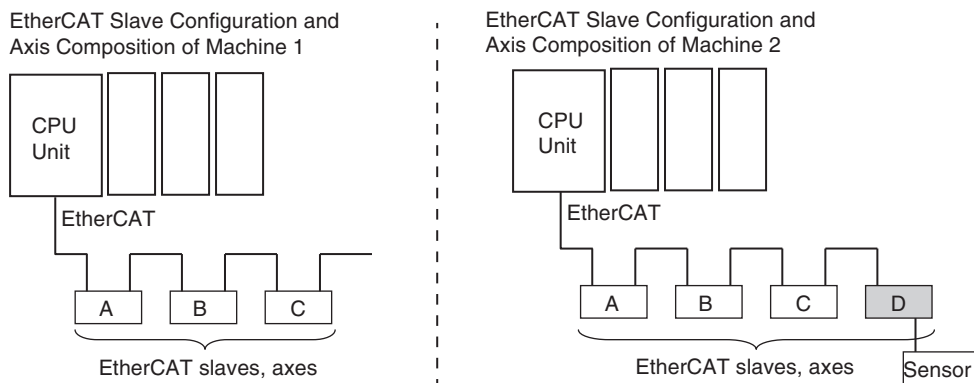 EtherCAT Slave Configuration and
Axis Composition of Machine 1
CPU
Unit
EtherCAT
A
B
C
EtherCAT slaves, axes
EtherCAT Slave Configuration and
Axis Composition of Machine 2
CPU
Unit
EtherCAT
A
B
C
D
EtherCAT slaves, axes
Sensor